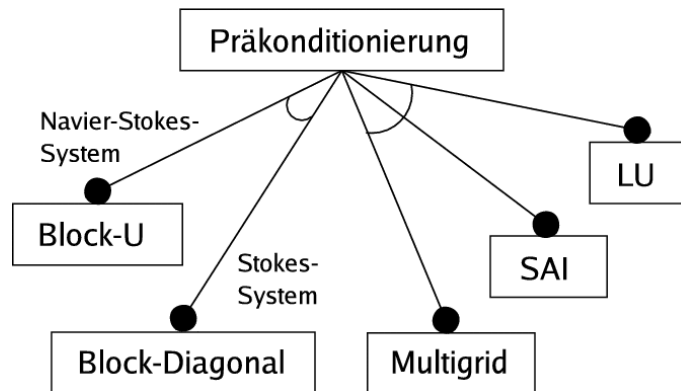 Präkonditionierung
Navier-Stokes-
System
LU
Block-U
SAI
Stokes-
System
Block-Diagonal
Multigrid